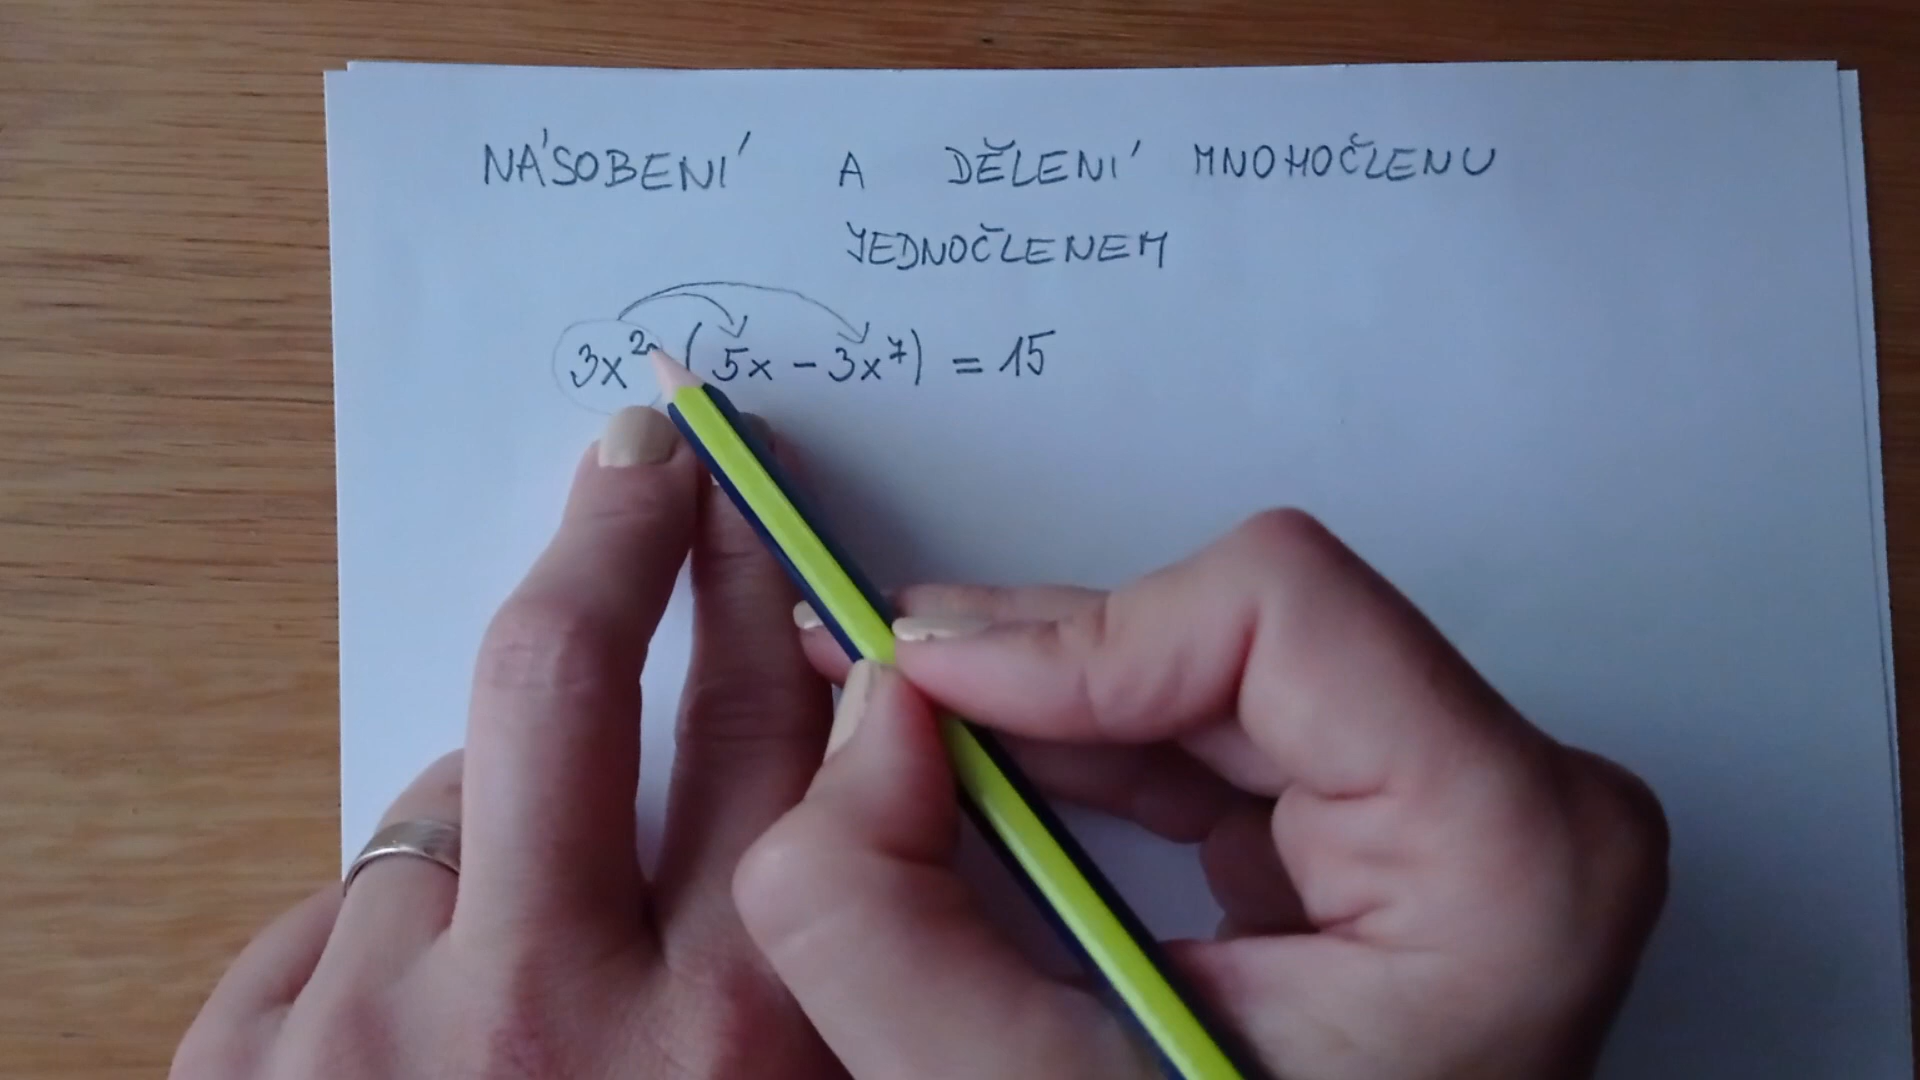 NÁSOBENÍ A DĚLENÍ MNOHOČLENU
JEDNOČLENEM
3x² (5x - 3x⁷) = 15